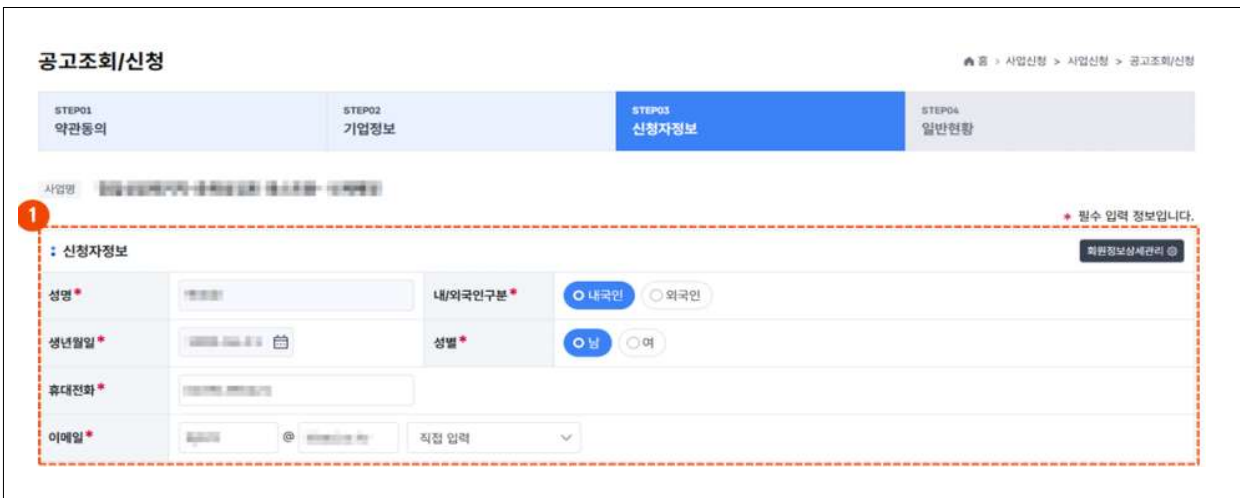 공고조회/신청
홈 > 사업신청 > 사업신청 > 공고조회/신청
STEP01 STEP02 STEP03 STEP04
약관동의 기업정보 신청자정보 일반현황
사업명
1
* 필수 입력 정보입니다.
: 신청자정보 회원정보상세관리
성명* 내/외국인구분* 내국인 외국인
생년월일* 성별* 남 여
휴대전화*
이메일* @ 직접 입력